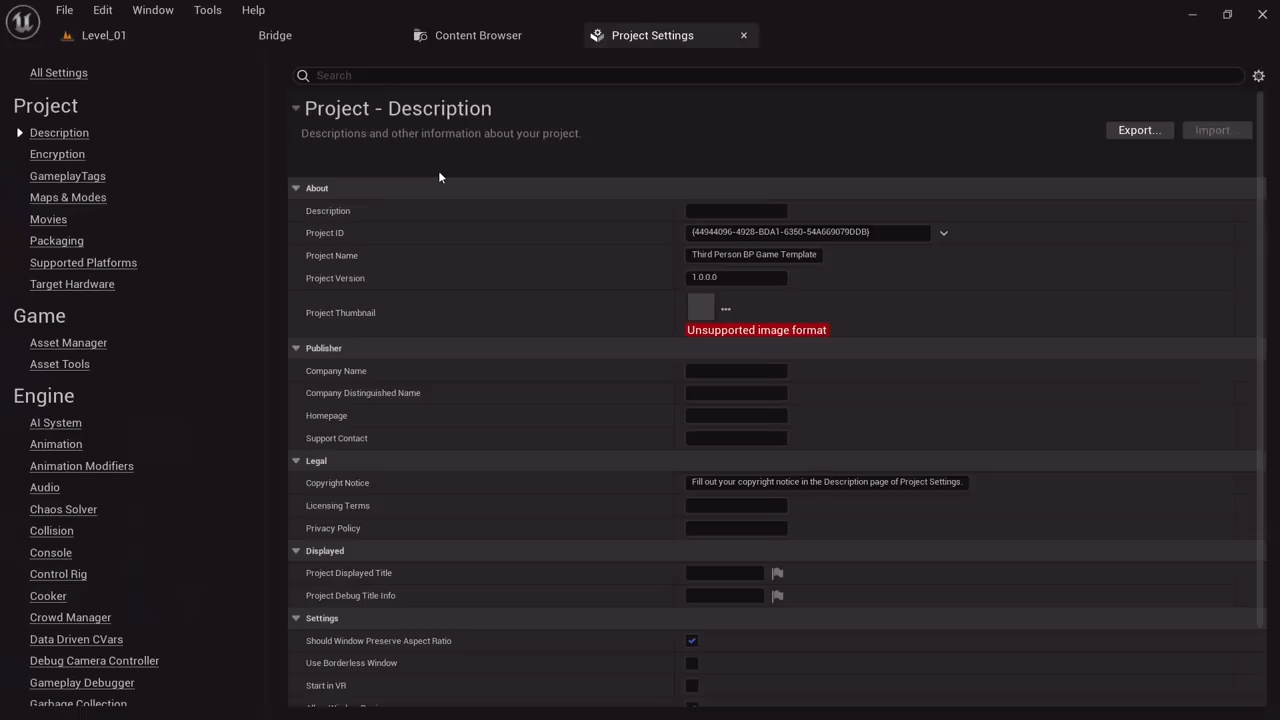 File Edit Window Tools Help
Level_01 Bridge Content Browser Project Settings
All Settings
Search
Project
Description
Encryption
GameplayTags
Maps & Modes
Movies
Packaging
Supported Platforms
Target Hardware
Game
Asset Manager
Asset Tools
Engine
AI System
Animation
Animation Modifiers
Audio
Chaos Solver
Collision
Console
Control Rig
Cooker
Crowd Manager
Data Driven CVars
Debug Camera Controller
Gameplay Debugger
Garbage Collection
Project - Description
Descriptions and other information about your project.
Export... Import...
About
Description
Project ID {44944096-4928-BDA1-6350-54A669079DDB}
Project Name Third Person BP Game Template
Project Version 1.0.0.0
Project Thumbnail
Unsupported image format
Publisher
Company Name
Company Distinguished Name
Homepage
Support Contact
Legal
Copyright Notice Fill out your copyright notice in the Description page of Project Settings.
Licensing Terms
Privacy Policy
Displayed
Project Displayed Title
Project Debug Title Info
Settings
Should Window Preserve Aspect Ratio
Use Borderless Window
Start in VR